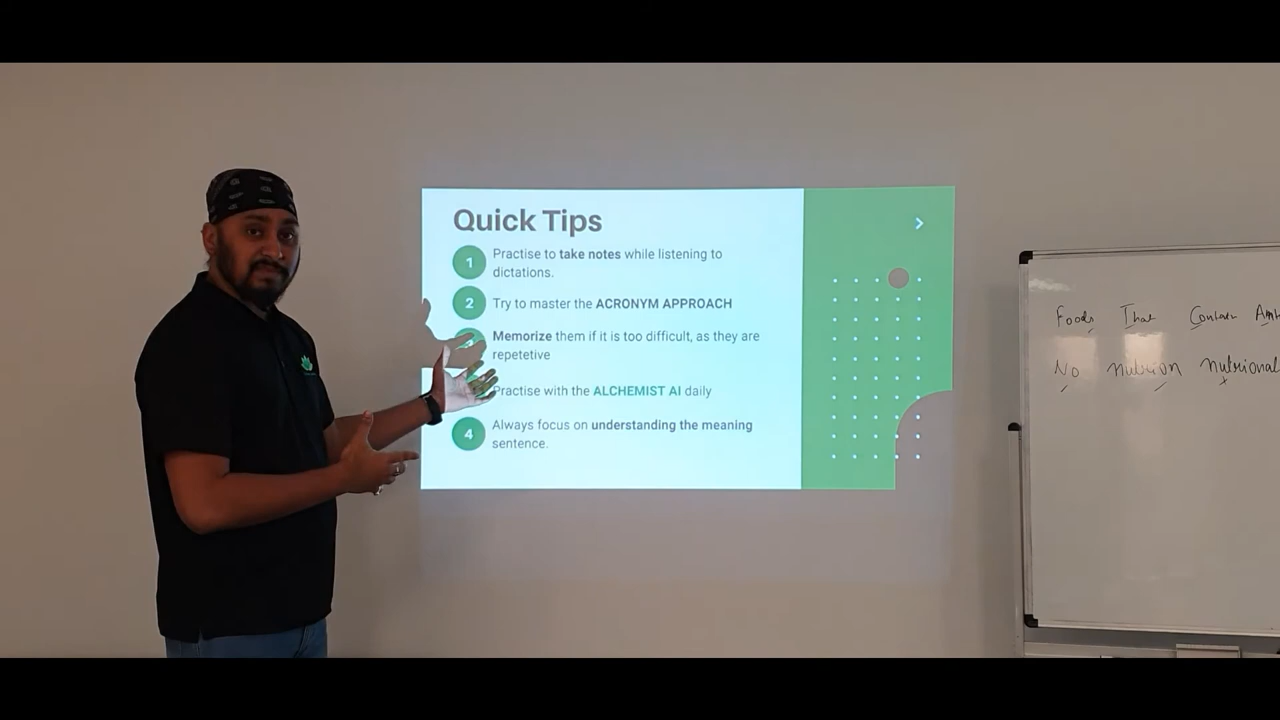 Quick Tips
1 Practise to take notes while listening to
dictations.
2 Try to master the ACRONYM APPROACH
Memorize them if it is too difficult, as they are
repetetive
Practise with the ALCHEMIST AI daily
4 Always focus on understanding the meaning
sentence.
Foods That Contain
No nutrion nutrional